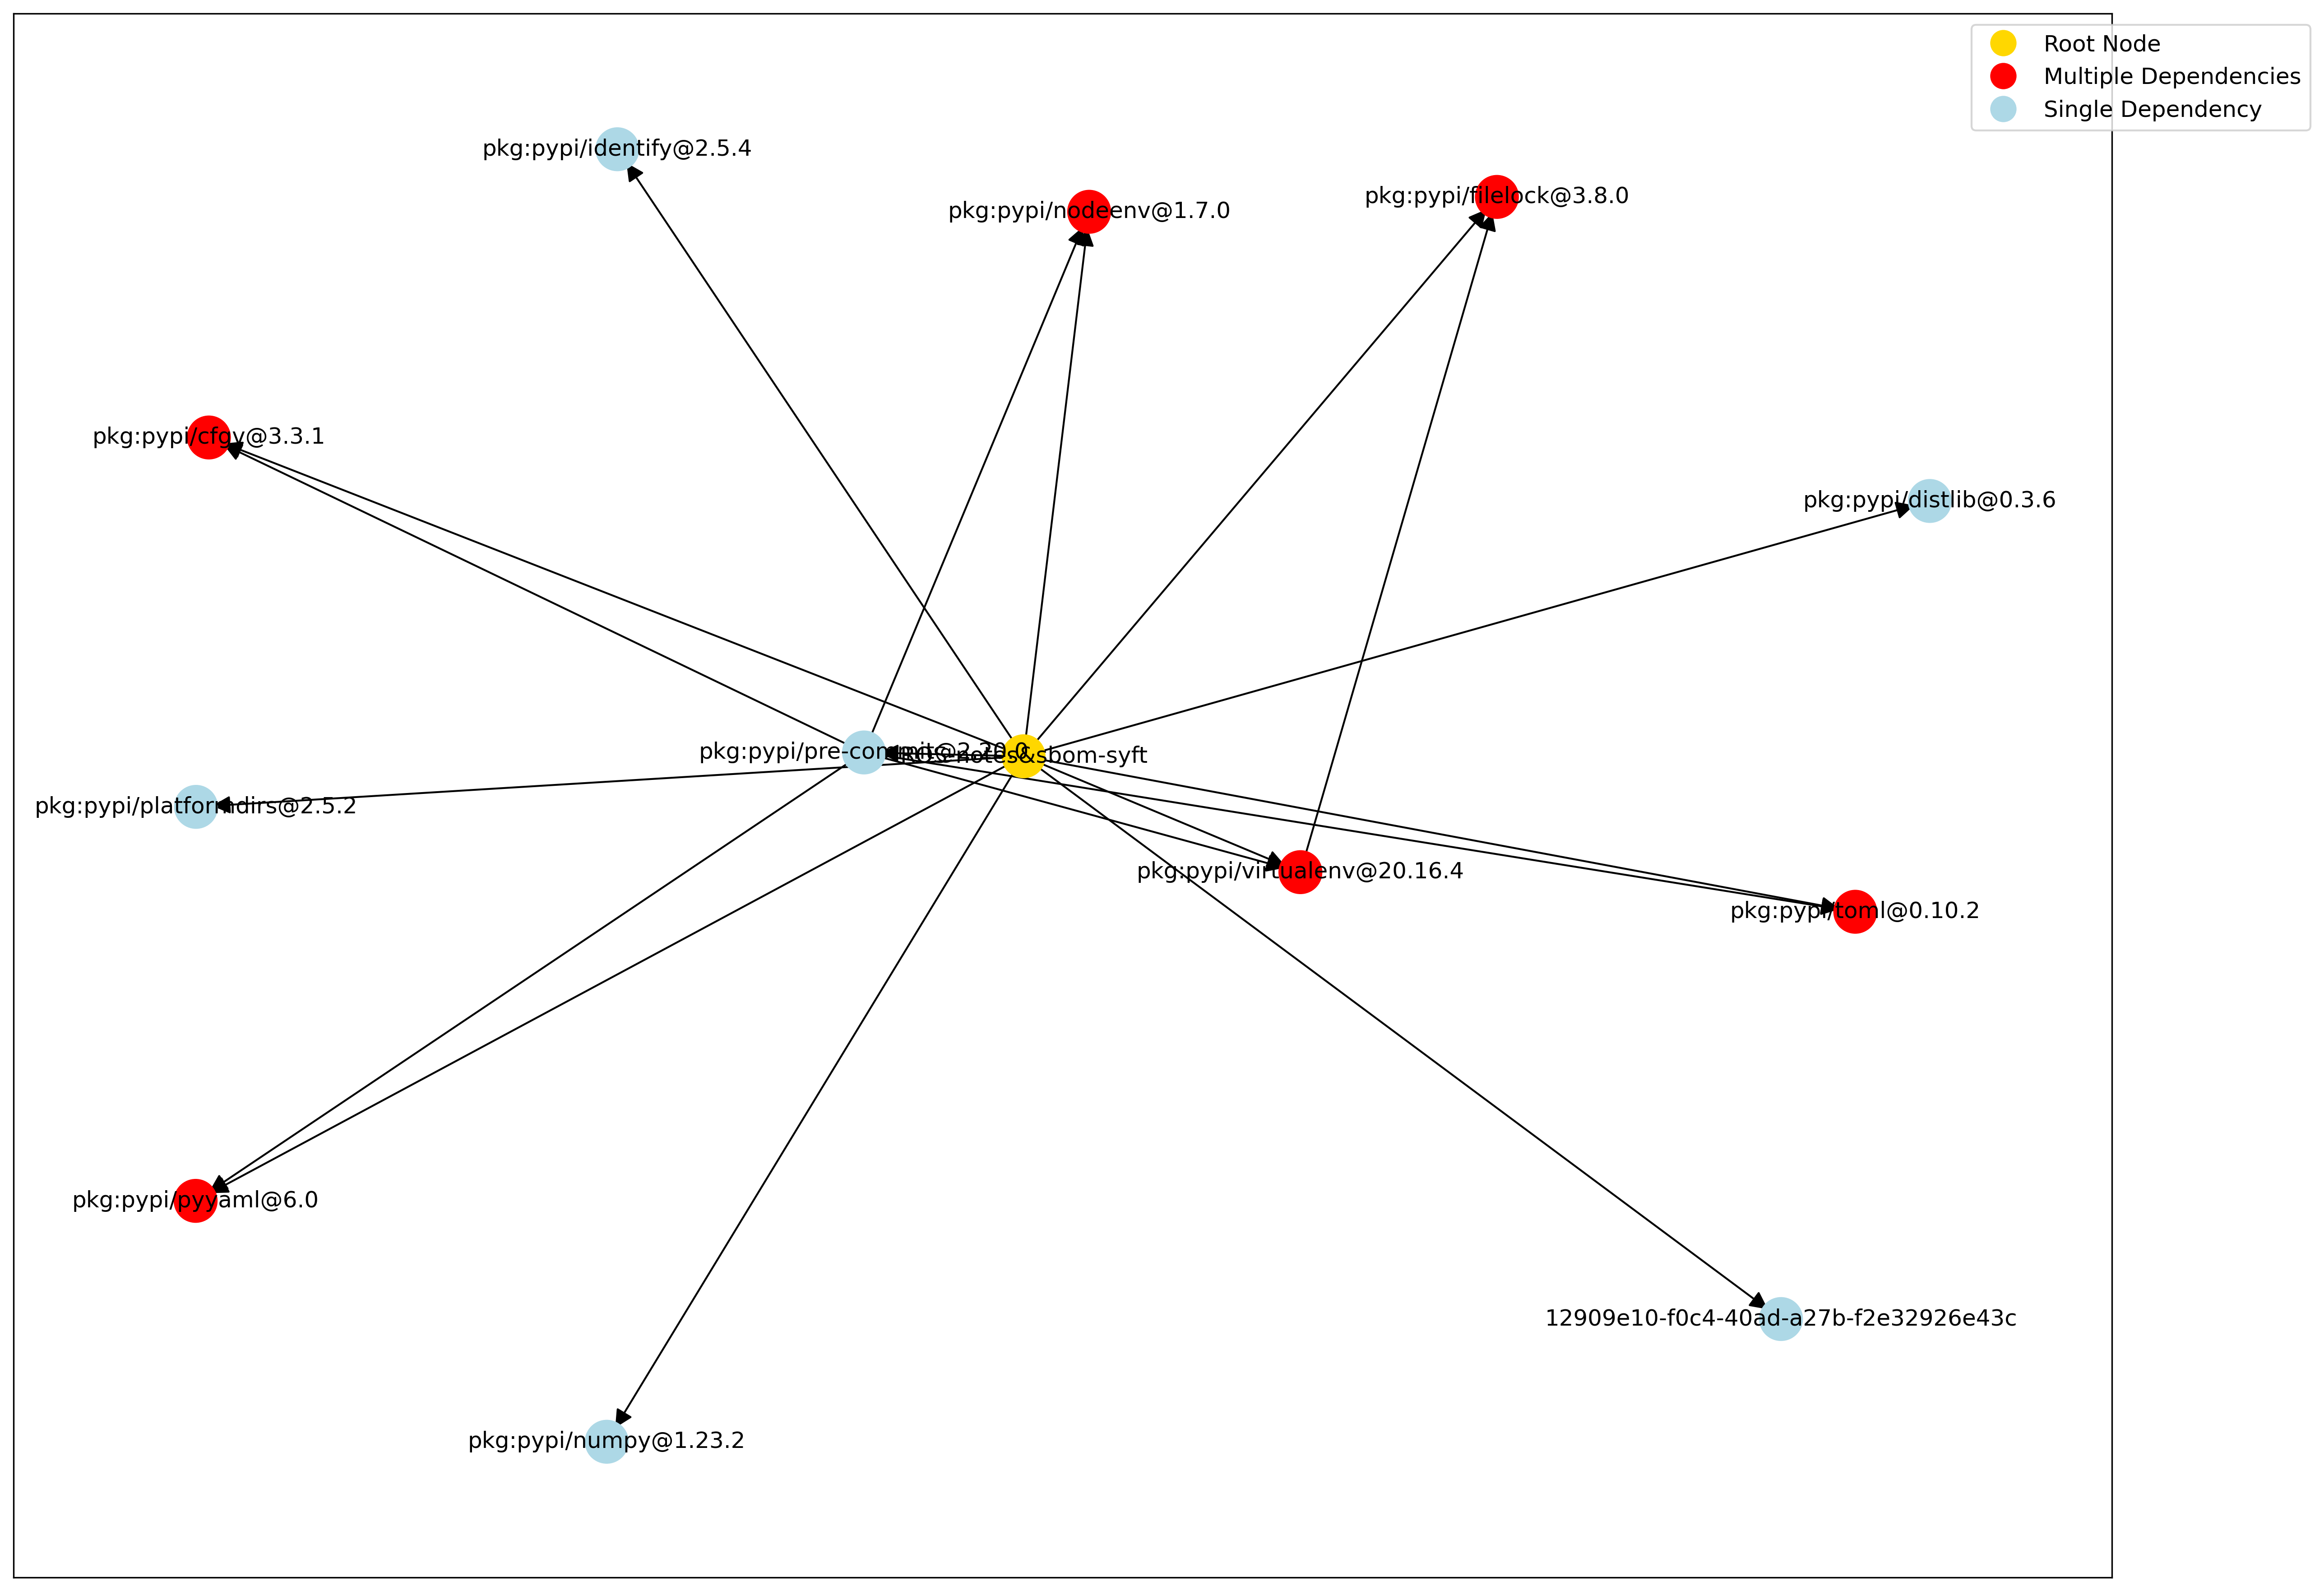 Root Node
Multiple Dependencies
Single Dependency
pkg:pypi/identify@2.5.4
pkg:pypi/filelock@3.8.0
pkg:pypi/nodeenv@1.7.0
pkg:pypi/cfgv@3.3.1
pkg:pypi/distlib@0.3.6
pkg:pypi/pre-commit@2.20.0
pkg:pypi/platformdirs@2.5.2
pkg:pypi/virtualenv@20.16.4
pkg:pypi/toml@0.10.2
pkg:pypi/pyyaml@6.0
12909e10-f0c4-40ad-a27b-f2e32926e43c
pkg:pypi/numpy@1.23.2